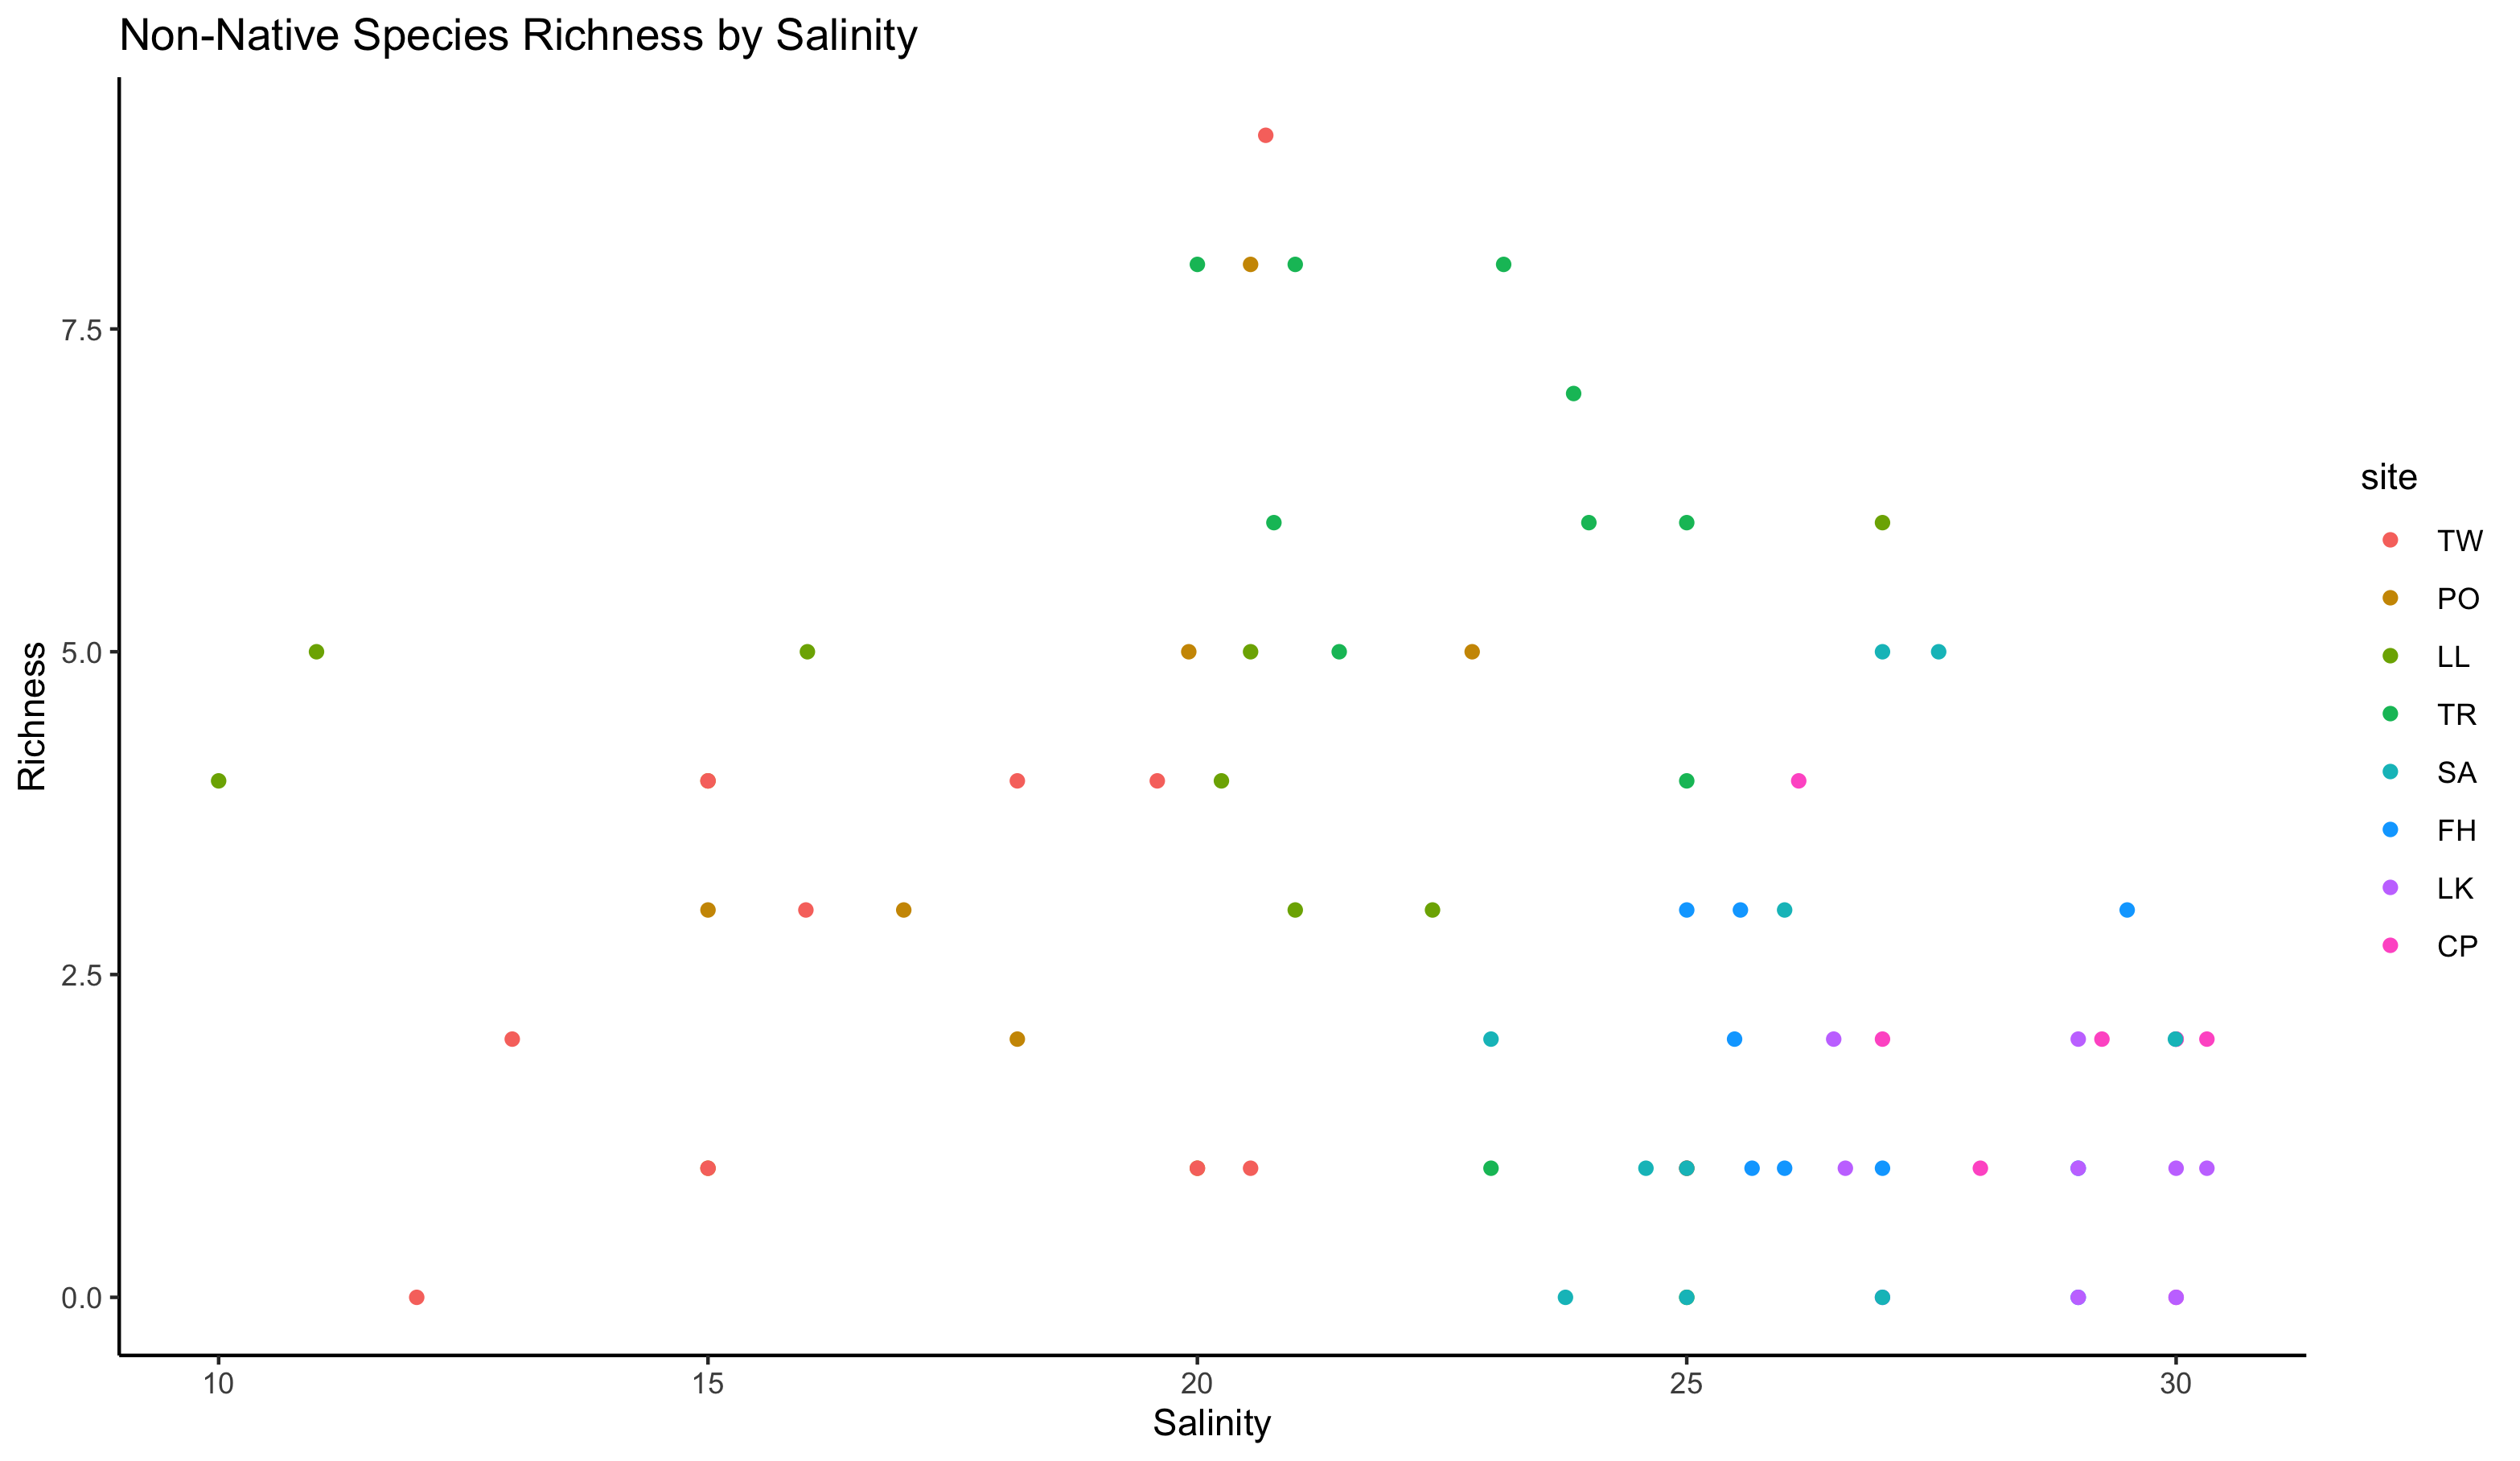 Non-Native Species Richness by Salinity
Richness
7.5
5.0
2.5
0.0
10 15 20 25 30
Salinity
site
TW
PO
LL
TR
SA
FH
LK
CP